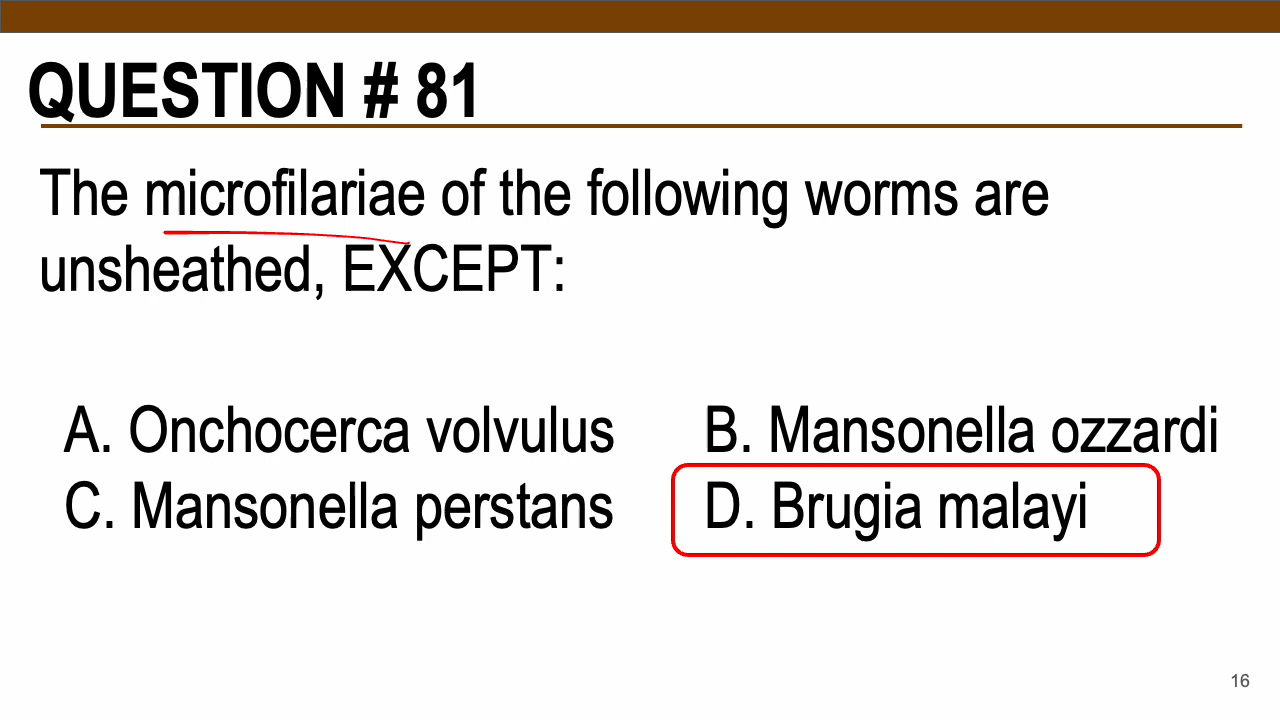 QUESTION # 81
The microfilariae of the following worms are
unsheathed, EXCEPT:
A. Onchocerca volvulus
B. Mansonella ozzardi
C. Mansonella perstans
D. Brugia malayi
16